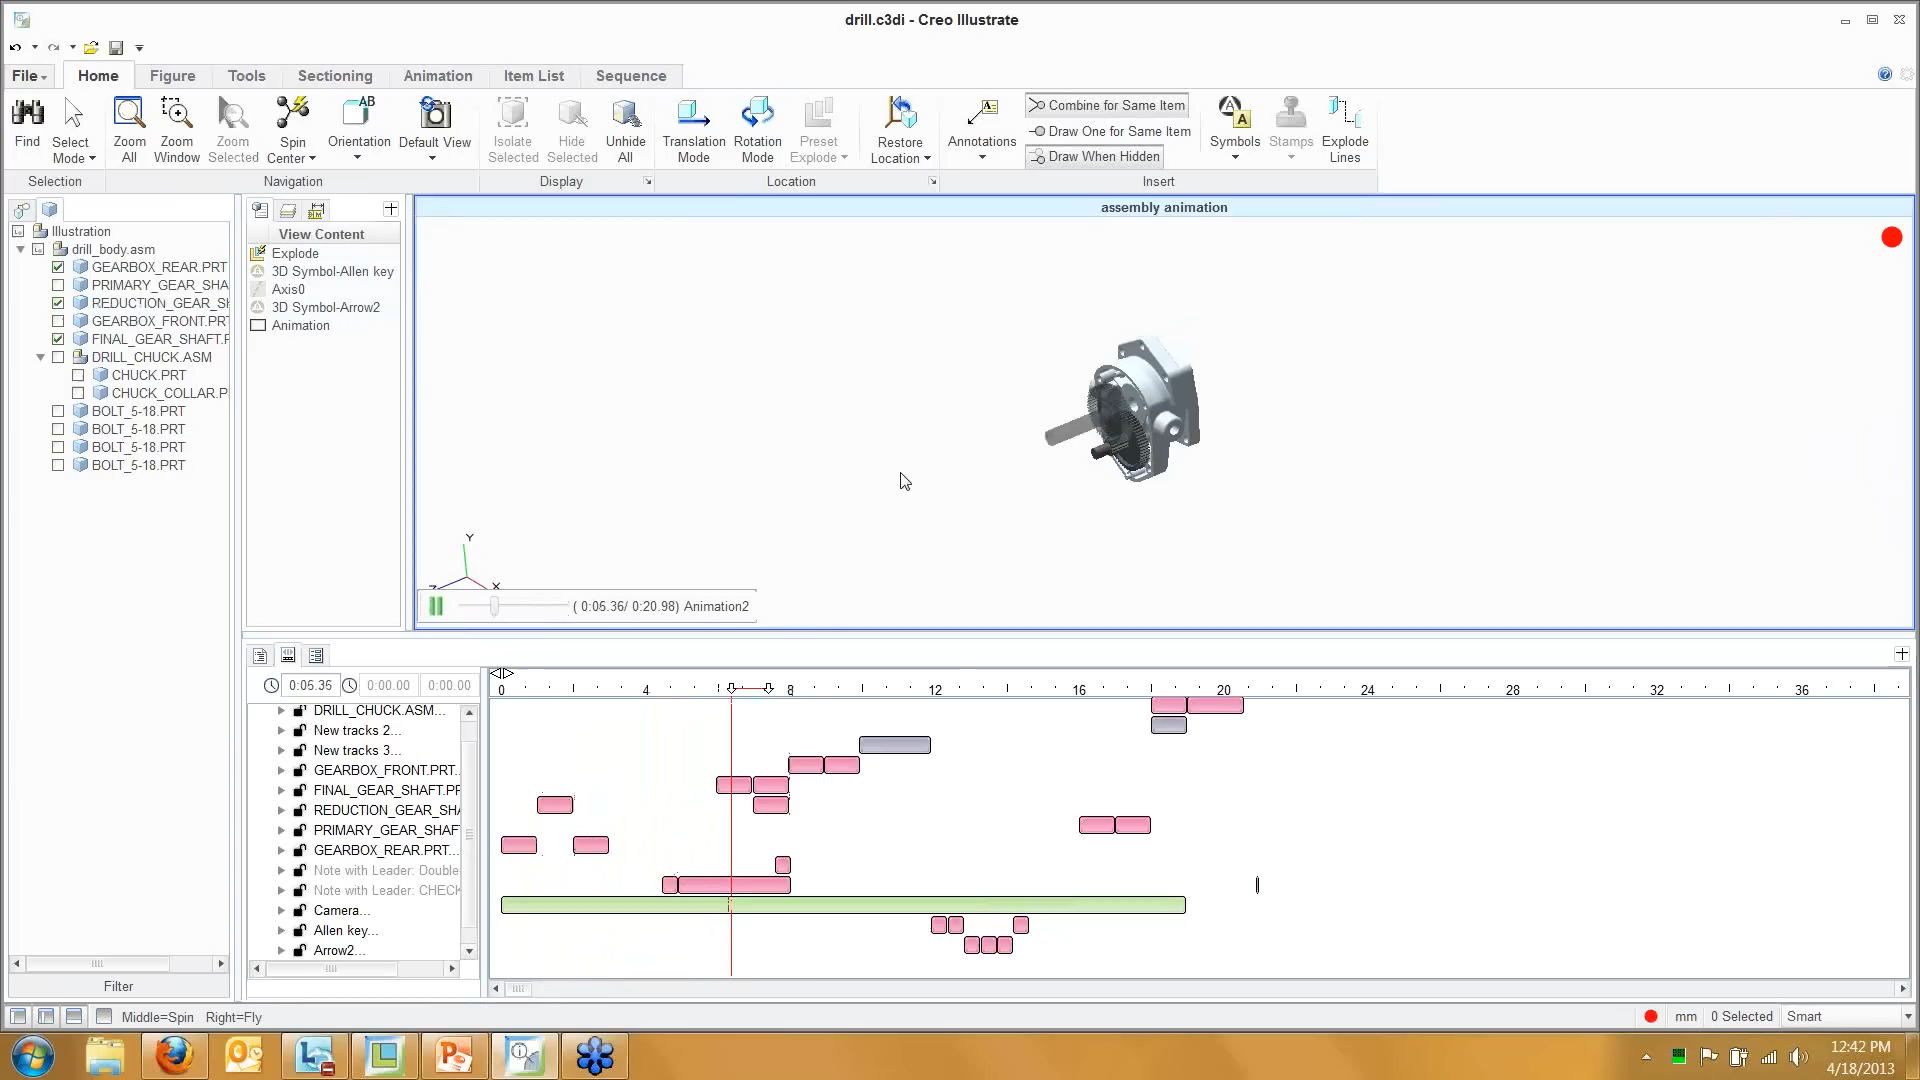 drill.c3di - Creo Illustrate
File Home Figure Tools Sectioning Animation Item List Sequence
Find
Select Mode
Zoom All
Zoom Window
Zoom Selected
Spin Center
Orientation
Default View
Isolate Selected
Hide Selected
Unhide All
Translation Mode
Rotation Mode
Preset Explode
Restore Location
Annotations
Combine for Same Item
Draw One for Same Item
Draw When Hidden
Symbols
Stamps
Explode Lines
Selection Navigation Display Location Insert
Illustration
drill_body.asm
GEARBOX_REAR.PRT
PRIMARY_GEAR_SHA
REDUCTION_GEAR_SH
GEARBOX_FRONT.PRT
FINAL_GEAR_SHAFT.F
DRILL_CHUCK.ASM
CHUCK.PRT
CHUCK_COLLAR.P
BOLT_5-18.PRT
BOLT_5-18.PRT
BOLT_5-18.PRT
BOLT_5-18.PRT
Filter
View Content
Explode
3D Symbol-Allen key
Axis0
3D Symbol-Arrow2
Animation
assembly animation
Y
Z X
( 0:05.36/ 0:20.98) Animation2
0:05.36 0:00.00 0:00.00
0 4 8 12 16 20 24 28 32 36
DRILL_CHUCK.ASM...
New tracks 2...
New tracks 3...
GEARBOX_FRONT.PRT..
FINAL_GEAR_SHAFT.PF
REDUCTION_GEAR_SHA
PRIMARY_GEAR_SHAF
GEARBOX_REAR.PRT...
Note with Leader: Double
Note with Leader: CHECK
Camera...
Allen key...
Arrow2...
Middle=Spin Right=Fly
mm 0 Selected Smart
12:42 PM
4/18/2013